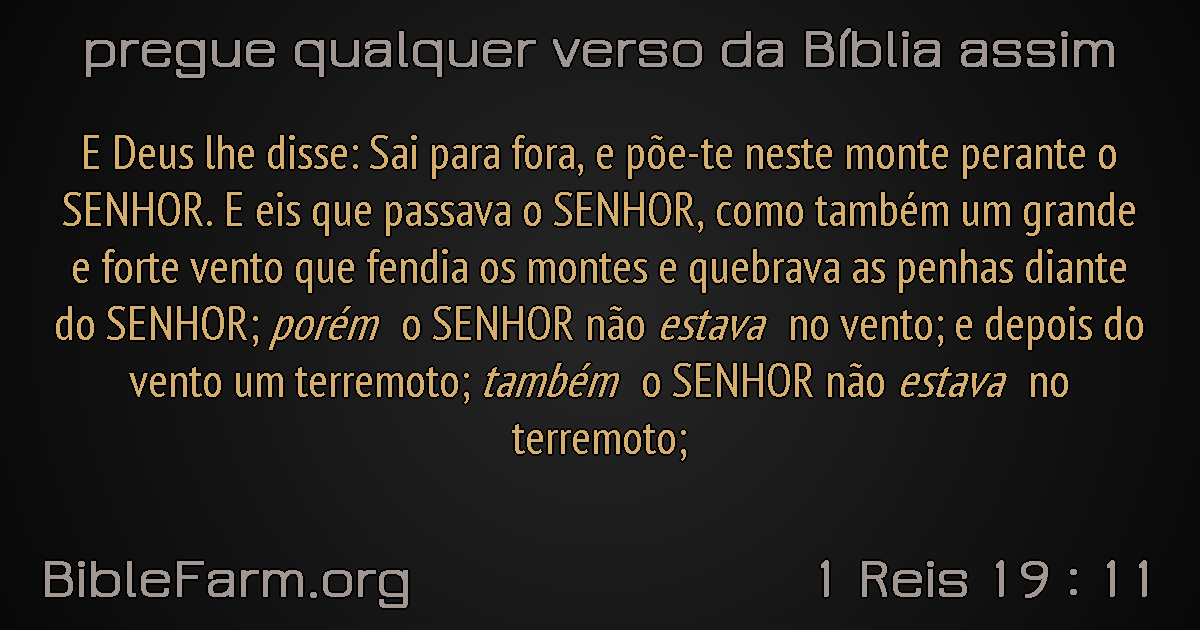 pregue qualquer verso da Bíblia assim
E Deus lhe disse: Sai para fora, e põe-te neste monte perante o
SENHOR. E eis que passava o SENHOR, como também um grande
e forte vento que fendia os montes e quebrava as penhas diante
do SENHOR; porém o SENHOR não estava no vento; e depois do
vento um terremoto; também o SENHOR não estava no
terremoto;
BibleFarm.org
1 Reis 19 : 11